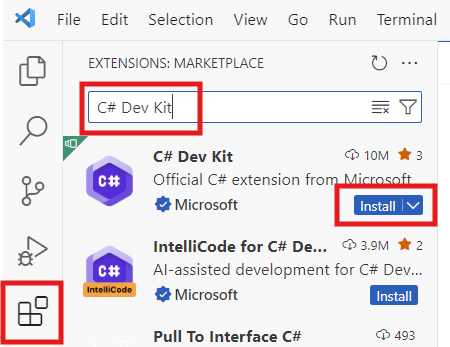 File Edit Selection View Go Run Terminal
EXTENSIONS: MARKETPLACE
C# Dev Kit
C# Dev Kit 10M 3
Official C# extension from Microsoft
Microsoft Install
IntelliCode for C# De... 3.9M 2
AI-assisted development for C# Dev...
Microsoft Install
Pull To Interface C# 493
C#
C#
IntelliCode